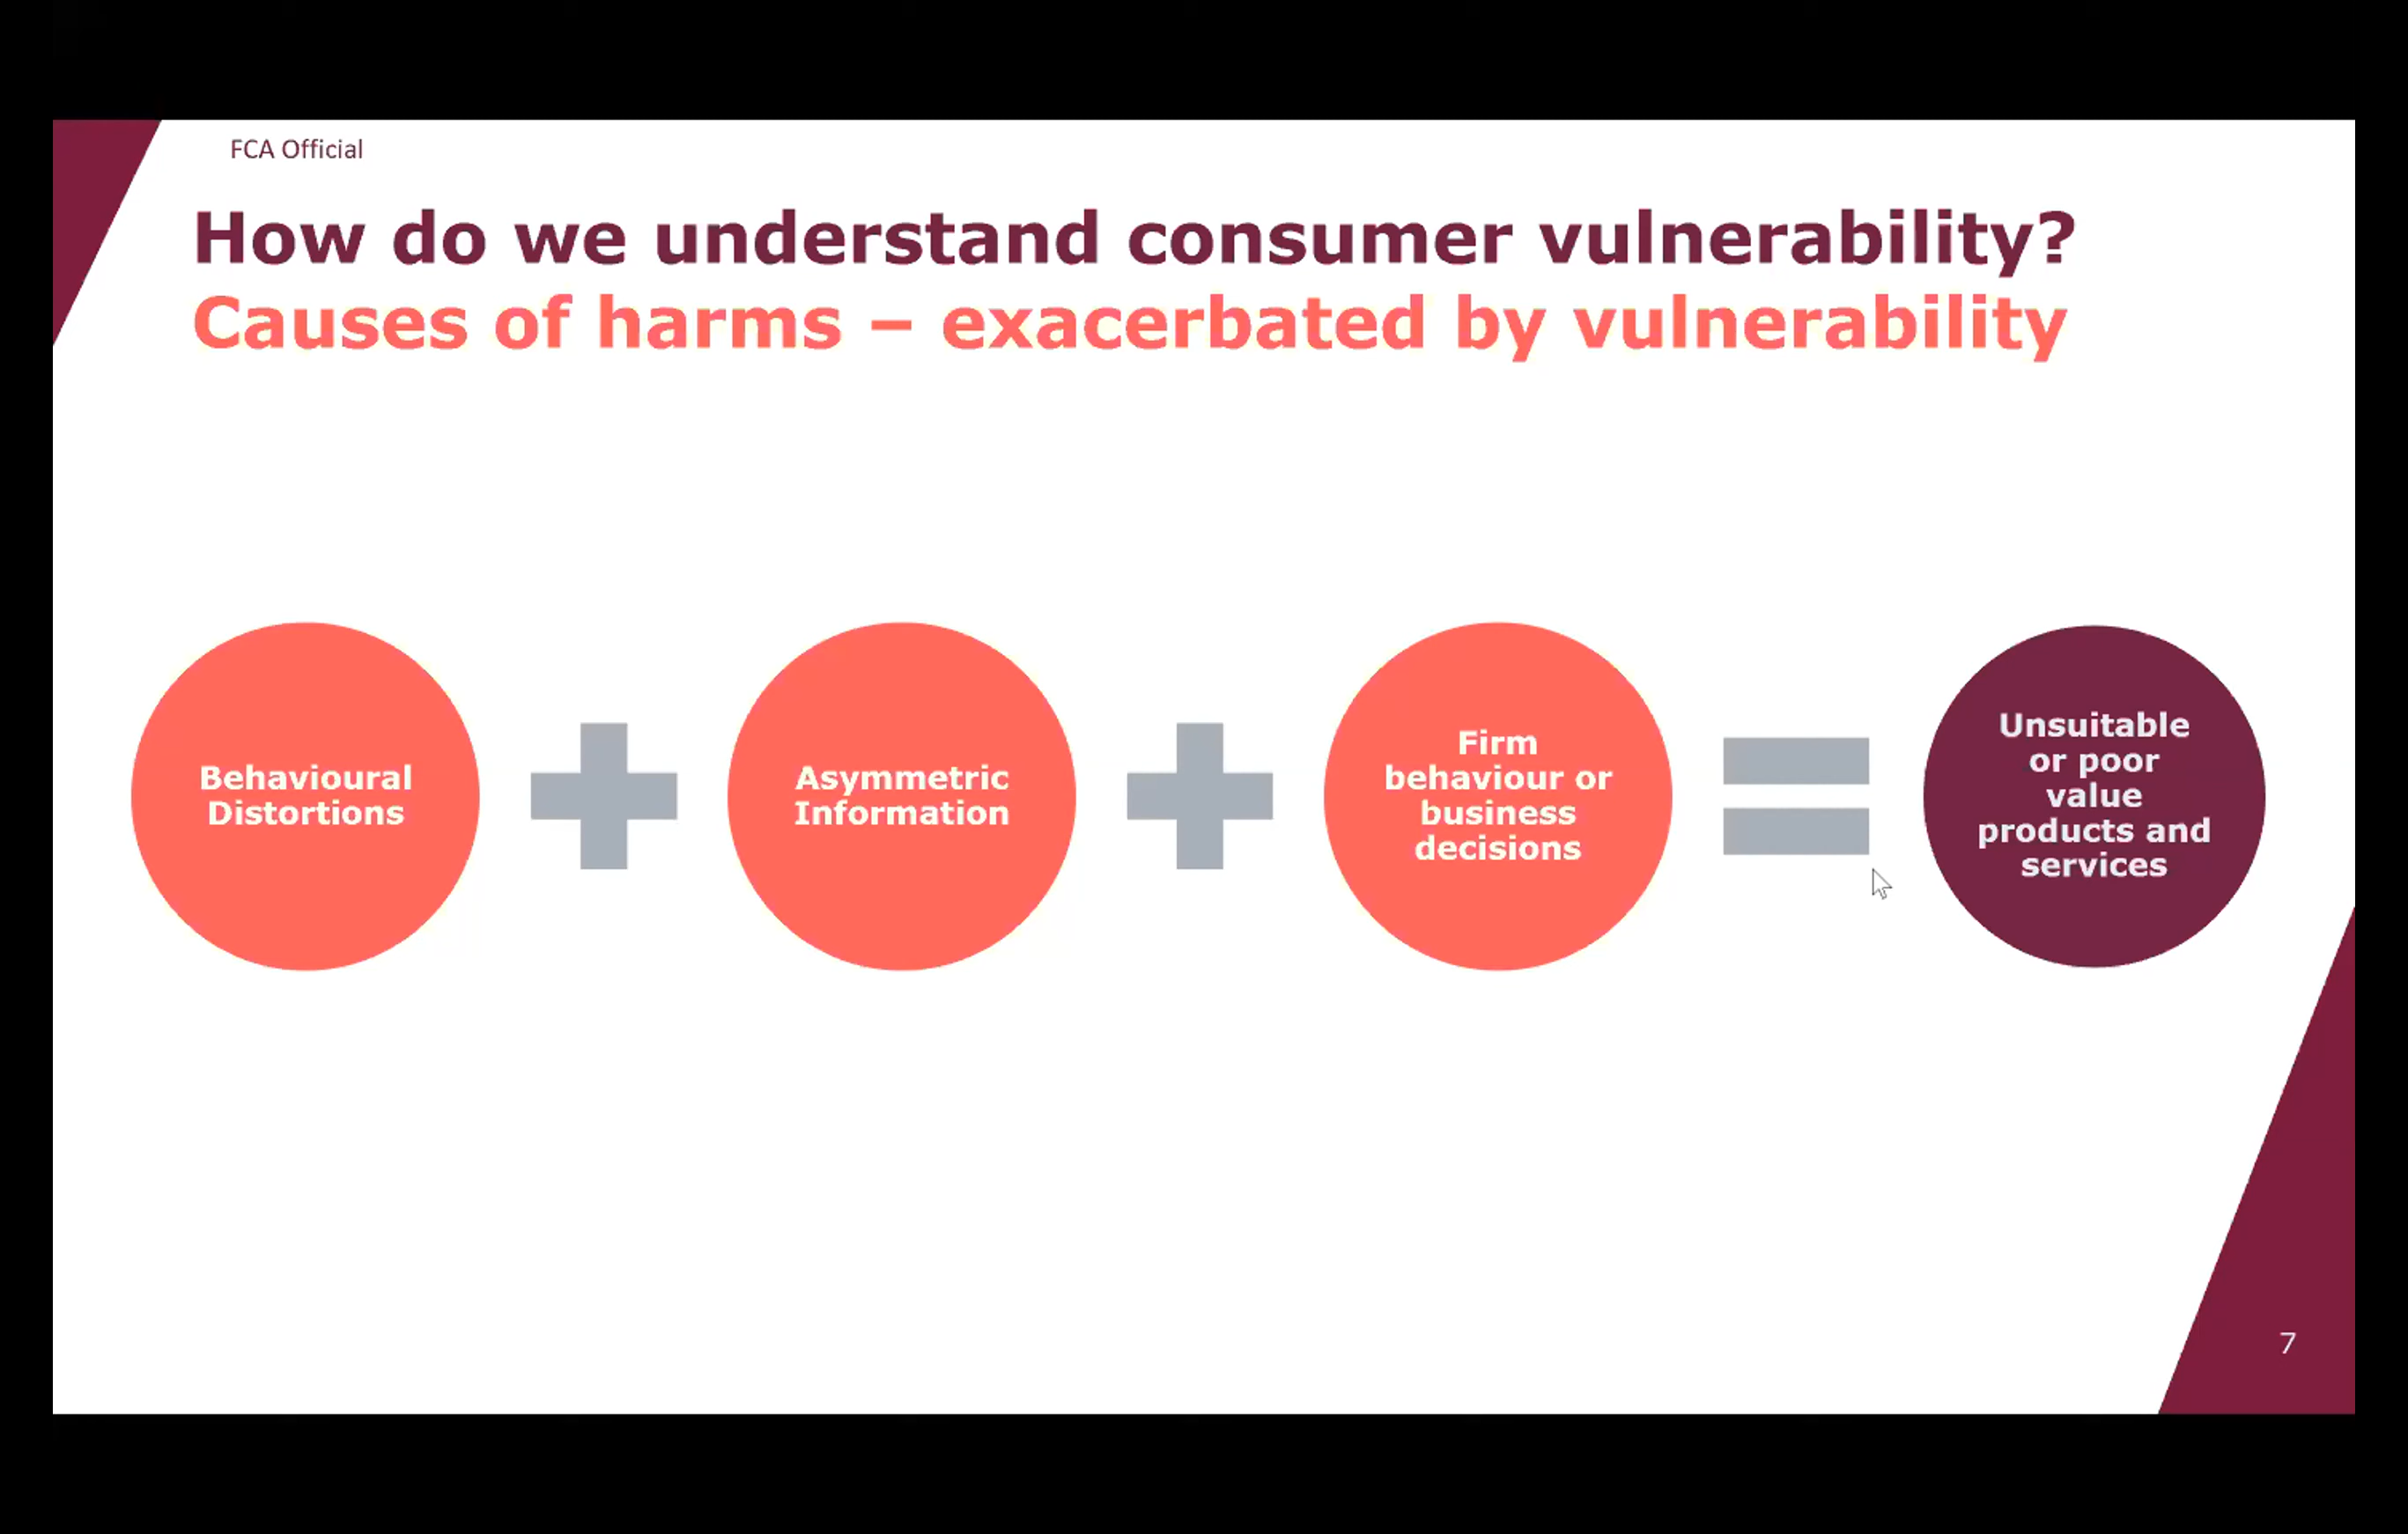 FCA Official
How do we understand consumer vulnerability?
Causes of harms – exacerbated by vulnerability
Behavioural
Distortions
Asymmetric
Information
Firm
behaviour or
business
decisions
Unsuitable
or poor
value
products and
services
7